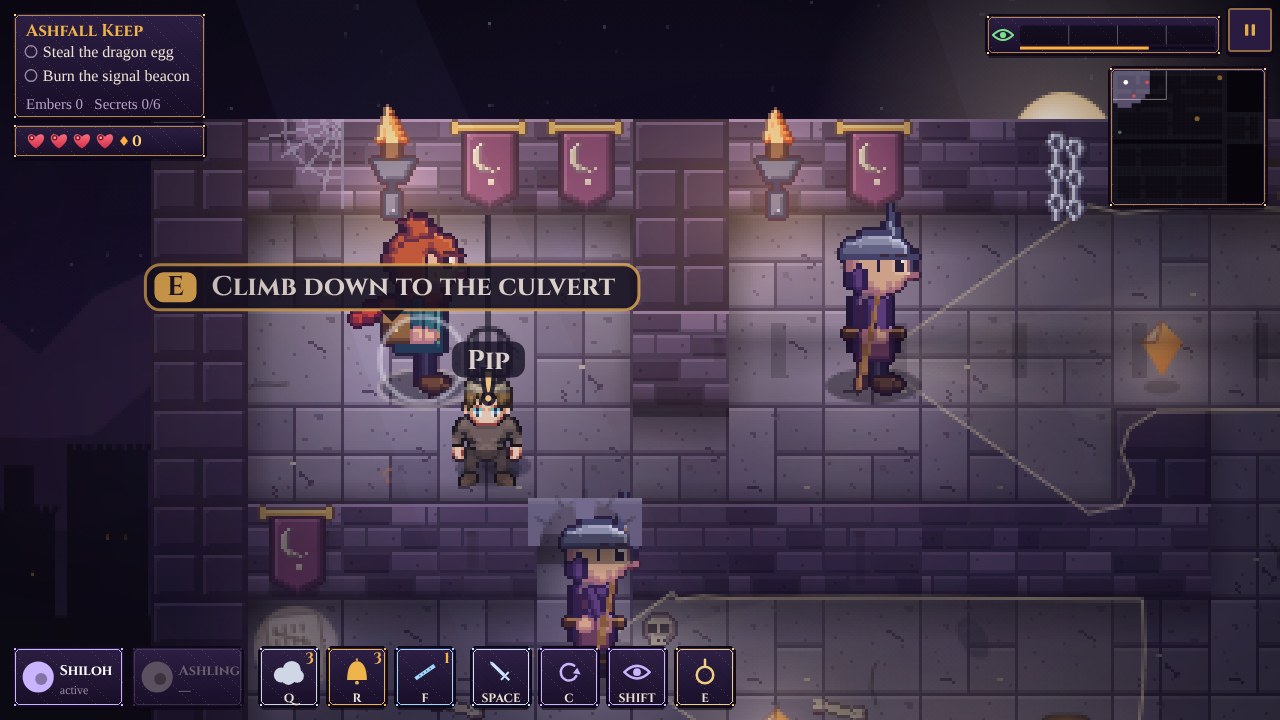 Ashfall Keep
Steal the dragon egg
Burn the signal beacon
Embers 0 Secrets 0/6
0
E Climb down to the culvert
Pip
Shiloh
active
Ashling
—
3
Q
3
R
1
F
SPACE
C
SHIFT
E